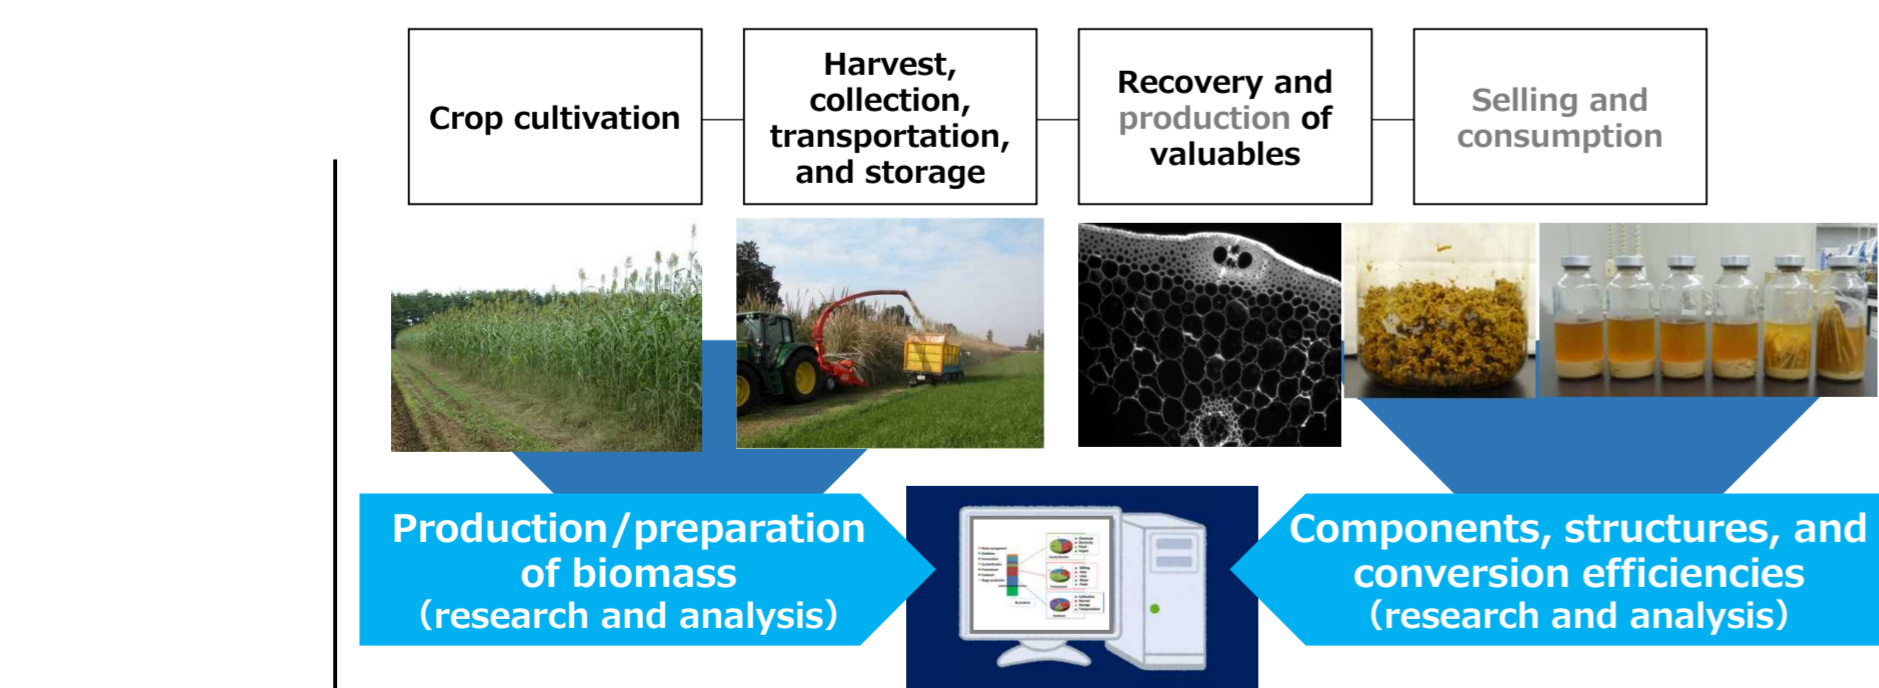 Crop cultivation
Harvest,
collection,
transportation,
and storage
Recovery and
production of
valuables
Selling and
consumption
Production/preparation
of biomass
（research and analysis）
Components, structures, and
conversion efficiencies
（research and analysis）